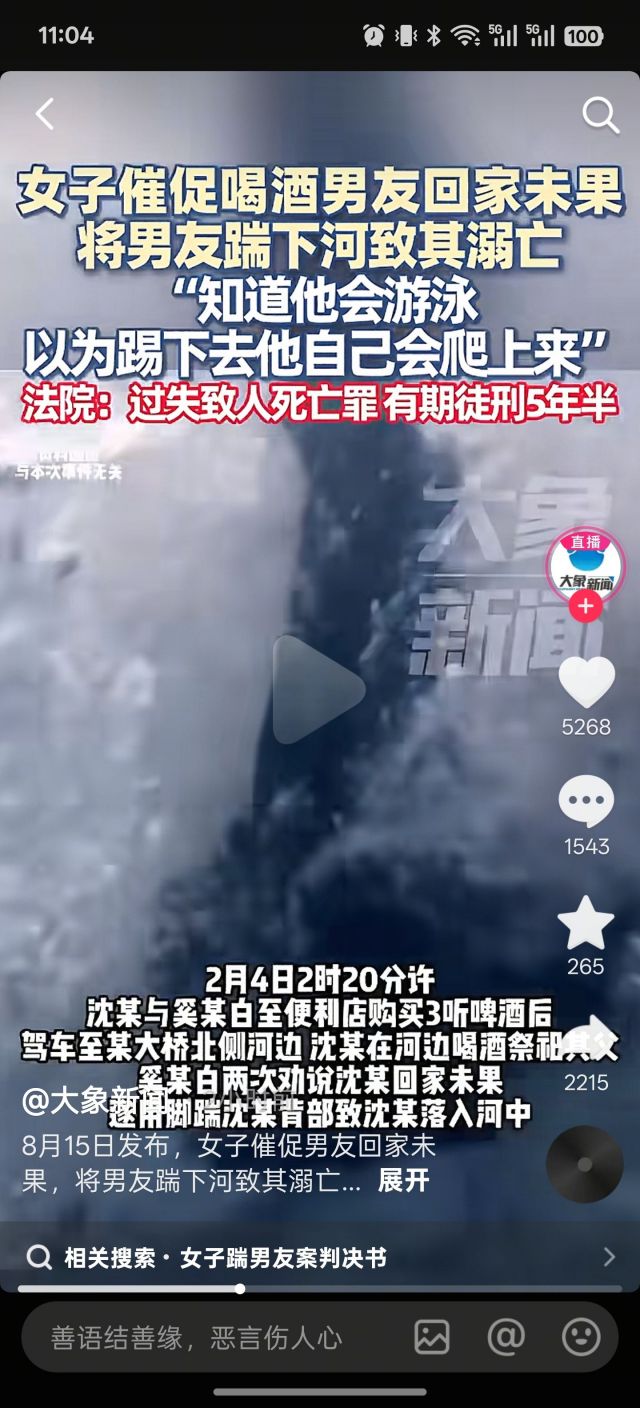 11:04
5G
5G
100
女子催促喝酒男友回家未果
将男友踹下河致其溺亡
“知道他会游泳
以为踢下去他自己会爬上来”
法院：过失致人死亡罪 有期徒刑5年半
与本次事件无关
大象
新闻
直播
大象新闻
5268
1543
265
2215
2月4日2时20分许
沈某与奚某白至便利店购买3听啤酒后
驾车至某大桥北侧河边 沈某在河边喝酒祭祖其父
奚某白两次劝说沈某回家未果
遂用脚踹沈某背部致沈某落入河中
@大象新闻
8月15日发布，女子催促男友回家未
果，将男友踹下河致其溺亡... 展开
相关搜索·女子踹男友案判决书
善语结善缘，恶言伤人心